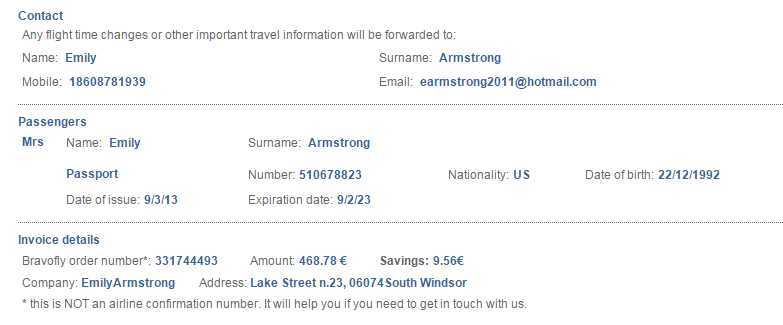 Contact
Any flight time changes or other important travel information will be forwarded to:
Name: Emily Surname: Armstrong
Mobile: 18608781939 Email: earmstrong2011@hotmail.com
Passengers
Mrs Name: Emily Surname: Armstrong
Passport Number: 510678823 Nationality: US Date of birth: 22/12/1992
Date of issue: 9/3/13 Expiration date: 9/2/23
Invoice details
Bravofly order number*: 331744493 Amount: 468.78 € Savings: 9.56€
Company: EmilyArmstrong Address: Lake Street n.23, 06074South Windsor
* this is NOT an airline confirmation number. It will help you if you need to get in touch with us.